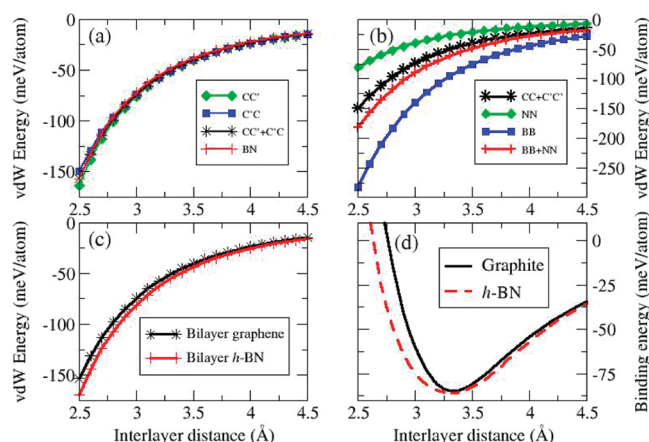 (a)
vdW Energy (meV/atom)
0
-50
-100
-150
CC'
C'C
CC'+C'C
BN
2.5 3 3.5 4 4.5
(b)
vdW Energy (meV/atom)
0
-50
-100
-150
-200
-250
CC+C'C'
NN
BB
BB+NN
2.5 3 3.5 4 4.5
(c)
vdW Energy (meV/atom)
0
-50
-100
-150
Bilayer graphene
Bilayer h-BN
2.5 3 3.5 4 4.5
Interlayer distance (Å)
(d)
Binding energy (meV/atom)
0
-25
-50
-75
Graphite
h-BN
2.5 3 3.5 4 4.5
Interlayer distance (Å)